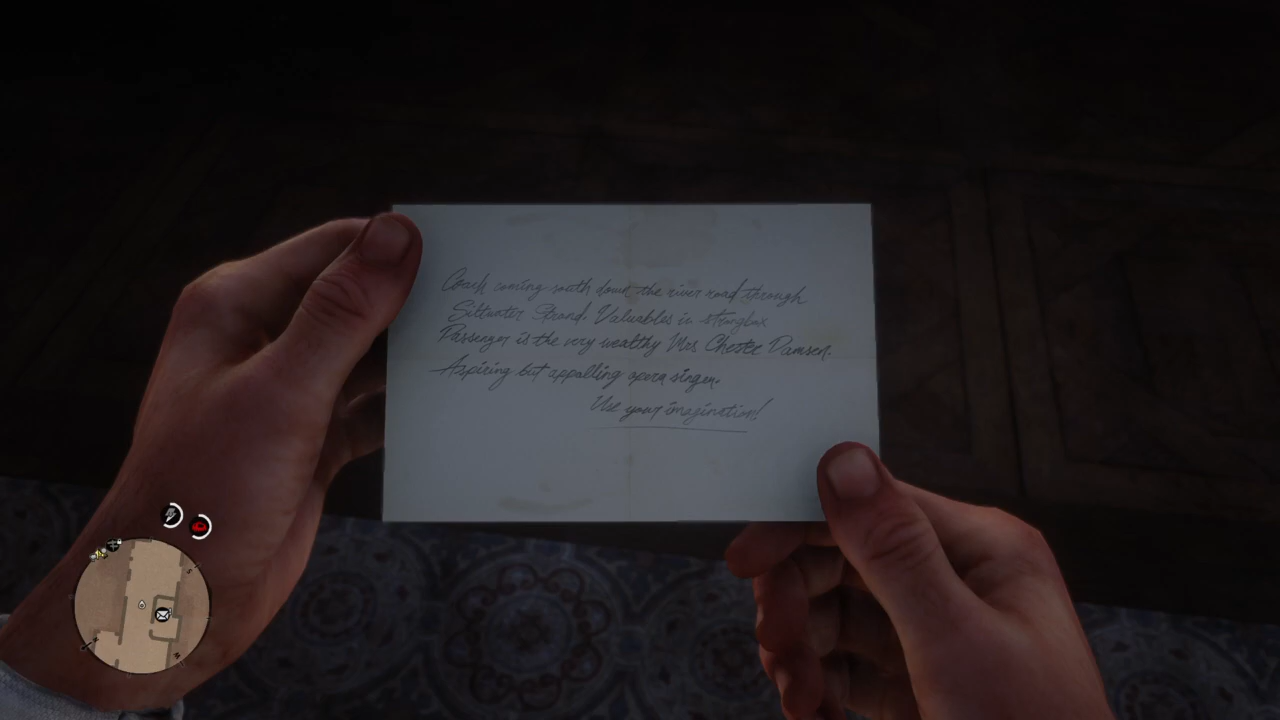 Coach coming south down the river road through
Siltwater Strand. Valuables in strongbox
Passenger is the very wealthy Mrs Chester Damsen.
Aspiring but appalling opera singer.
Use your imagination!